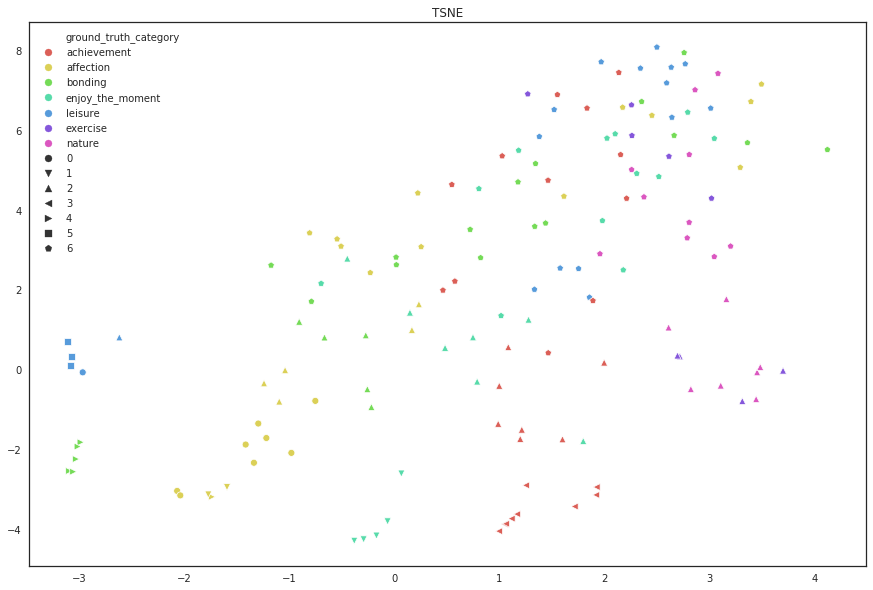 TSNE
ground_truth_category
achievement
affection
bonding
enjoy_the_moment
leisure
exercise
nature
0
1
2
3
4
5
6
8
6
4
2
0
−2
−4
−3
−2
−1
0
1
2
3
4